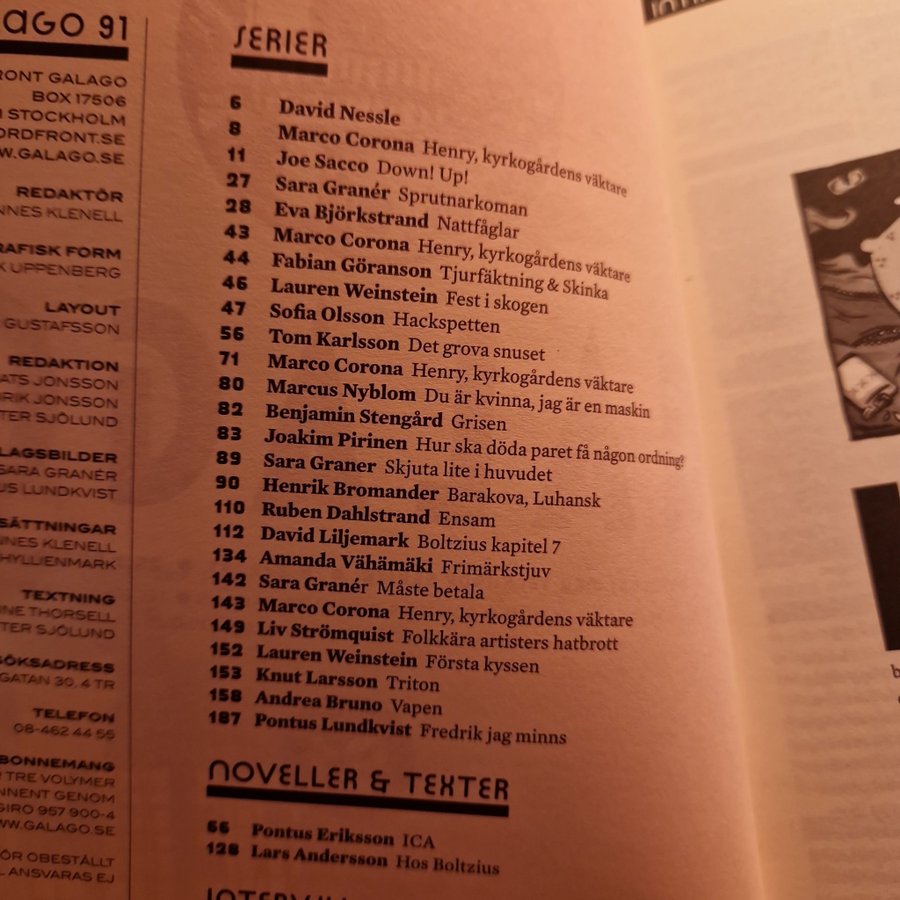 AGO 91
RONT GALAGO
BOX 17506
STOCKHOLM
ORDFRONT.SE
W.GALAGO.SE
REDAKTÖR
NNES KLENELL
RAFISK FORM
K UPPENBERG
LAYOUT
GUSTAFSSON
REDAKTION
ATS JONSSON
RIK JONSSON
TER SJÖLUND
LAGSBILDER
SARA GRANÉR
US LUNDKVIST
SÄTTNINGAR
NNES KLENELL
HYLLIENMARK
TEXTNING
INE THORSELL
TER SJÖLUND
ÖKSADRESS
GATAN 30, 4 TR
TELEFON
08-462 44 55
BONNEMANG
TRE VOLYMER
NNENT GENOM
GIRO 957 900-4
WW.GALAGO.SE
ÖR OBESTÄLLT
L ANSVARAS EJ
SERIER
6 David Nessle
8 Marco Corona Henry, kyrkogårdens väktare
11 Joe Sacco Down! Up!
27 Sara Granér Sprutnarkoman
28 Eva Björkstrand Nattfåglar
43 Marco Corona Henry, kyrkogårdens väktare
44 Fabian Göranson Tjurfäktning & Skinka
46 Lauren Weinstein Fest i skogen
47 Sofia Olsson Hackspetten
56 Tom Karlsson Det grova snuset
71 Marco Corona Henry, kyrkogårdens väktare
80 Marcus Nyblom Du är kvinna, jag är en maskin
82 Benjamin Stengård Grisen
83 Joakim Pirinen Hur ska döda paret få någon ordning?
89 Sara Graner Skjuta lite i huvudet
90 Henrik Bromander Barakova, Luhansk
110 Ruben Dahlstrand Ensam
112 David Liljemark Boltzius kapitel 7
134 Amanda Vähämäki Frimärkstjuv
142 Sara Granér Måste betala
143 Marco Corona Henry, kyrkogårdens väktare
149 Liv Strömquist Folkkära artisters hatbrott
152 Lauren Weinstein Första kyssen
153 Knut Larsson Triton
158 Andrea Bruno Vapen
187 Pontus Lundkvist Fredrik jag minns
NOVELLER & TEXTER
66 Pontus Eriksson ICA
128 Lars Andersson Hos Boltzius